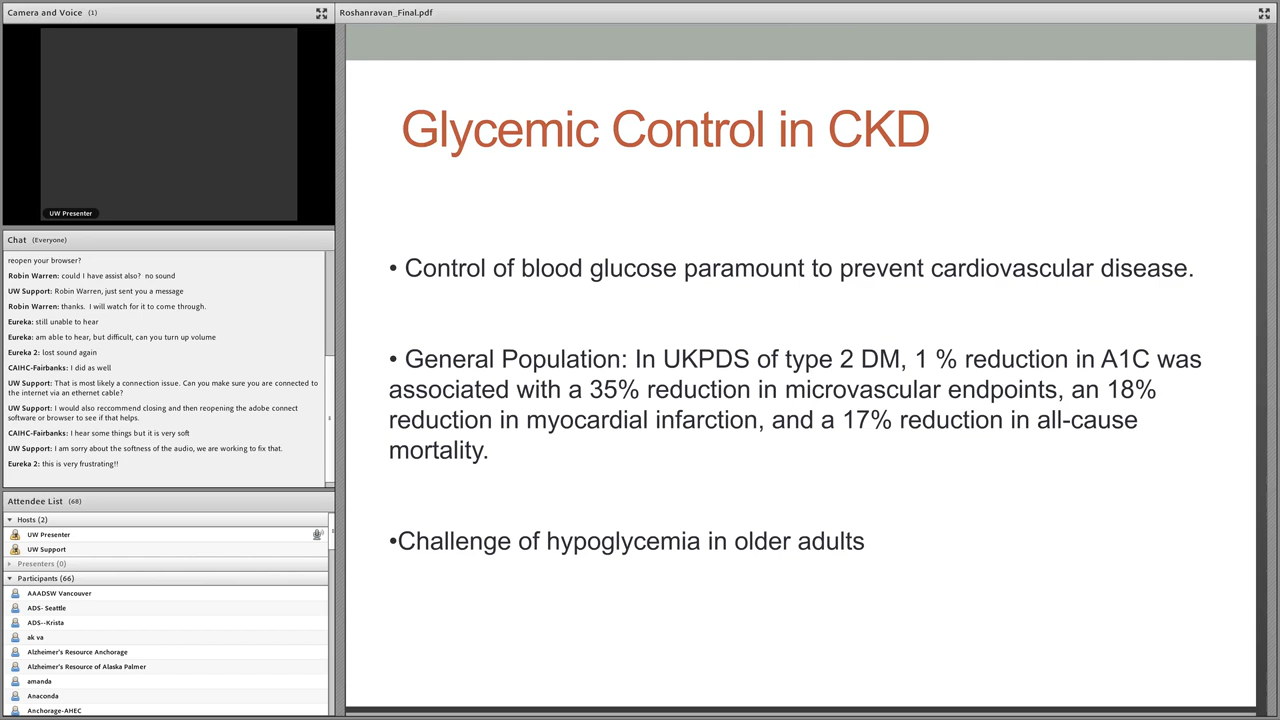 Camera and Voice (1)
UW Presenter
Chat (Everyone)
reopen your browser?
Robin Warren: could I have assist also? no sound
UW Support: Robin Warren, just sent you a message
Robin Warren: thanks. I will watch for it to come through.
Eureka: still unable to hear
Eureka: am able to hear, but difficult, can you turn up volume
Eureka 2: lost sound again
CAIHC-Fairbanks: I did as well
UW Support: That is most likely a connection issue. Can you make sure you are connected to
the internet via an ethernet cable?
UW Support: I would also reccommend closing and then reopening the adobe connect
software or browser to see if that helps.
CAIHC-Fairbanks: I hear some things but it is very soft
UW Support: I am sorry about the softness of the audio, we are working to fix that.
Eureka 2: this is very frustrating!!
Attendee List (68)
Hosts (2)
UW Presenter
UW Support
Presenters (0)
Participants (66)
AAADSW Vancouver
ADS- Seattle
ADS--Krista
ak va
Alzheimer's Resource Anchorage
Alzheimer's Resource of Alaska Palmer
amanda
Anaconda
Anchorage-AHEC
Roshanravan_Final.pdf
Glycemic Control in CKD
• Control of blood glucose paramount to prevent cardiovascular disease.
• General Population: In UKPDS of type 2 DM, 1 % reduction in A1C was
associated with a 35% reduction in microvascular endpoints, an 18%
reduction in myocardial infarction, and a 17% reduction in all-cause
mortality.
•Challenge of hypoglycemia in older adults